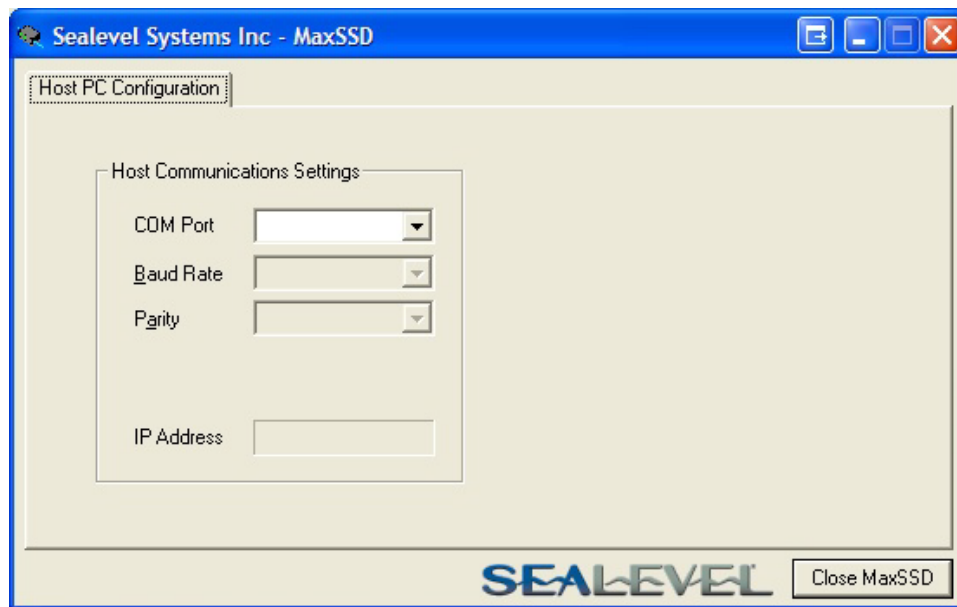 Sealevel Systems Inc - MaxSSD
Host PC Configuration
Host Communications Settings
COM Port
Baud Rate
Parity
IP Address
SEALEVEL
Close MaxSSD